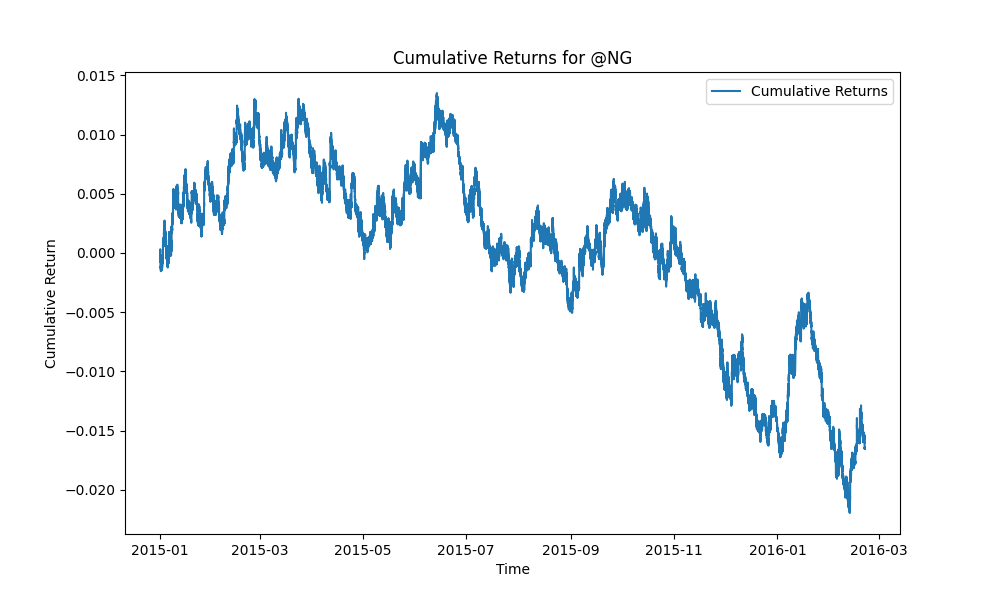 Cumulative Returns for @NG
Cumulative Returns
0.015
0.010
0.005
0.000
−0.005
−0.010
−0.015
−0.020
Cumulative Return
2015-01 2015-03 2015-05 2015-07 2015-09 2015-11 2016-01 2016-03
Time